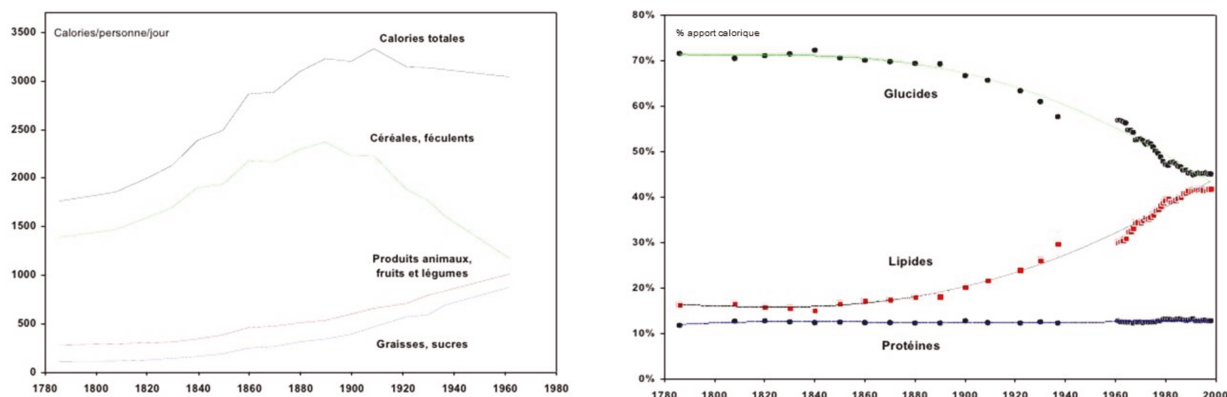 3500
Calories/personne/jour
Calories totales
3000
2500
Céréales, féculents
2000
1500
Produits animaux,
fruits et légumes
1000
500
Graisses, sucres
0
1780 1800 1820 1840 1860 1880 1900 1920 1940 1960 1980
80%
% apport calorique
70%
Glucides
60%
50%
40%
30%
Lipides
20%
10%
Protéines
0%
1780 1800 1820 1840 1860 1880 1900 1920 1940 1960 1980 2000